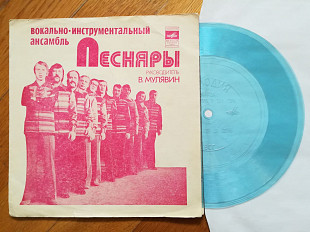 вокально-инструментальный
ансамбль
Песняры
руководитель
В. МУЛЯВИН